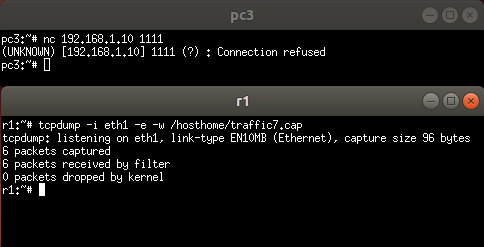 pc3
pc3:~# nc 192.168.1.10 1111
(UNKNOWN) [192.168.1.10] 1111 (?) : Connection refused
pc3:~#
r1
r1:~# tcpdump -i eth1 -e -w /hosthome/traffic7.cap
tcpdump: listening on eth1, link-type EN10MB (Ethernet), capture size 96 bytes
6 packets captured
6 packets received by filter
0 packets dropped by kernel
r1:~#